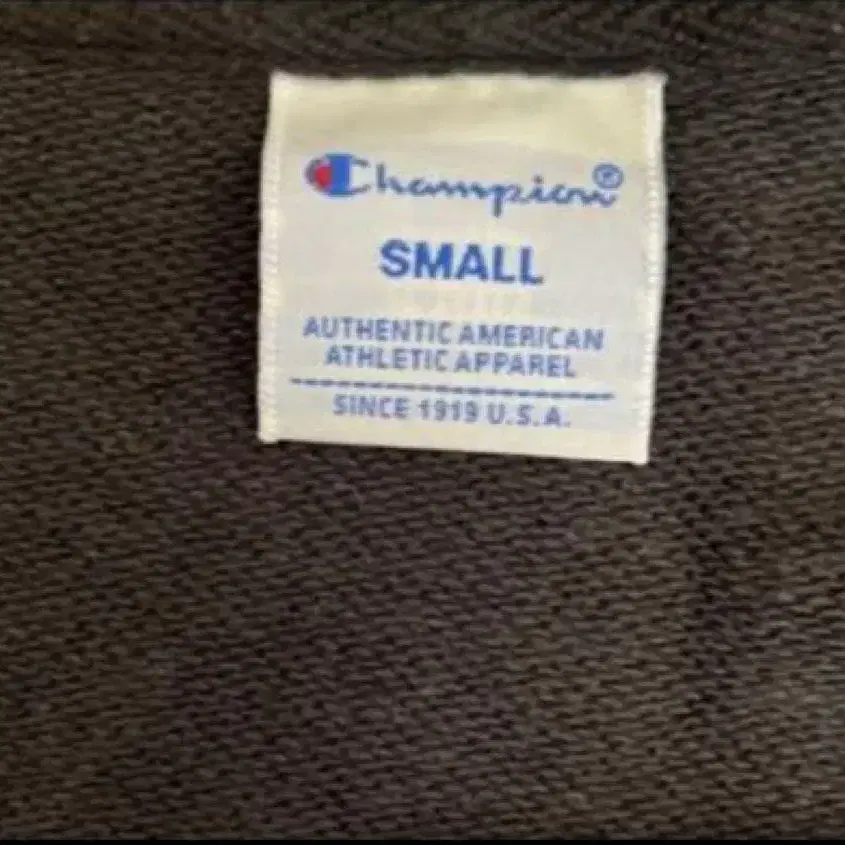 Champion®
SMALL
AUTHENTIC AMERICAN
ATHLETIC APPAREL
SINCE 1919 U.S.A.